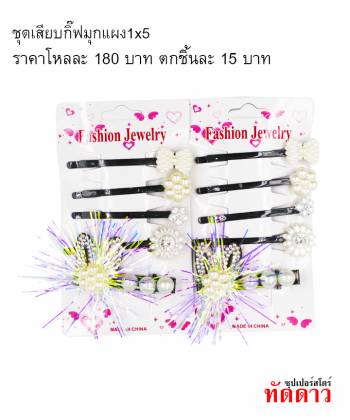 ชุดเสียบกิ๊ฟมุกแผง1x5
ราคาโหลละ 180 บาท ตกชิ้นละ 15 บาท
Fashion Jewelry
Fashion Jewelry
MADE IN CHINA
MADE IN CHINA
ซุปเปอร์สโตร์
ทัดดาว